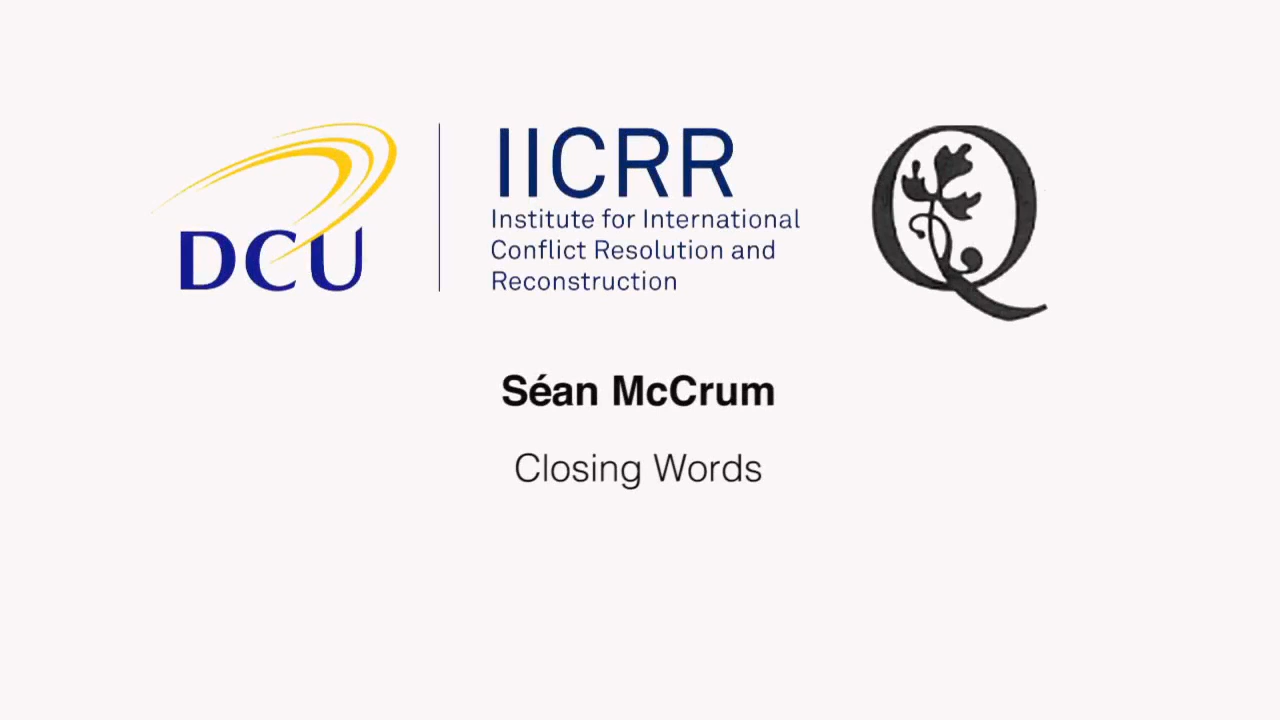 DCU
IICRR
Institute for International
Conflict Resolution and
Reconstruction
Q
Séan McCrum
Closing Words